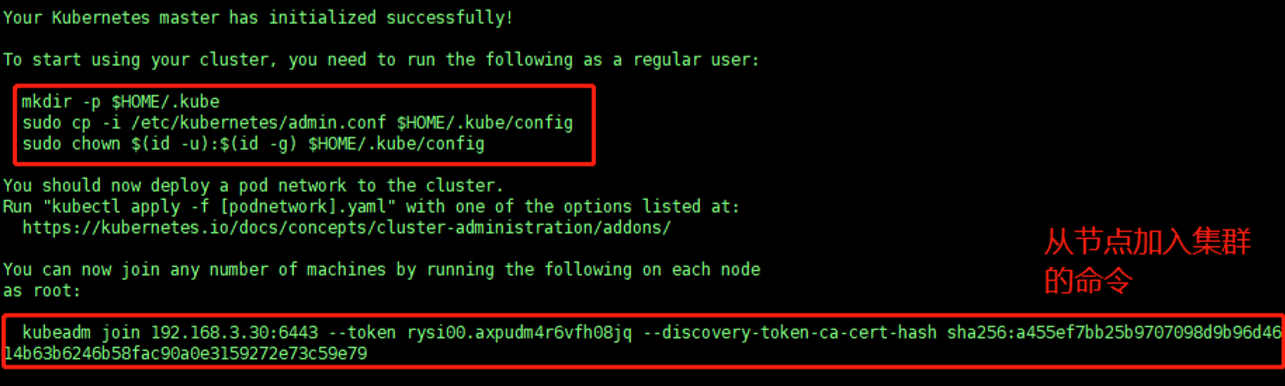 Your Kubernetes master has initialized successfully!
To start using your cluster, you need to run the following as a regular user:
mkdir -p $HOME/.kube
sudo cp -i /etc/kubernetes/admin.conf $HOME/.kube/config
sudo chown $(id -u):$(id -g) $HOME/.kube/config
You should now deploy a pod network to the cluster.
Run "kubectl apply -f [podnetwork].yaml" with one of the options listed at:
https://kubernetes.io/docs/concepts/cluster-administration/addons/
从节点加入集群
的命令
You can now join any number of machines by running the following on each node
as root:
kubeadm join 192.168.3.30:6443 --token rysi00.axpudm4r6vfh08jq --discovery-token-ca-cert-hash sha256:a455ef7bb25b9707098d9b96d46
14b63b6246b58fac90a0e3159272e73c59e79